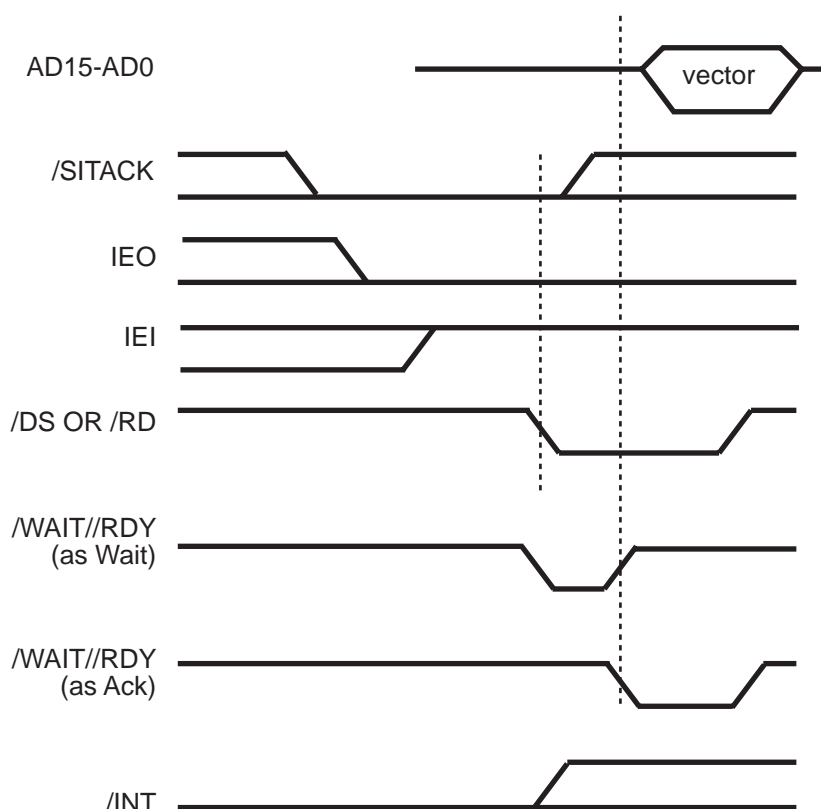 AD15-AD0
vector
/SITACK
IEO
IEI
/DS OR /RD
/WAIT//RDY
(as Wait)
/WAIT//RDY
(as Ack)
/INT